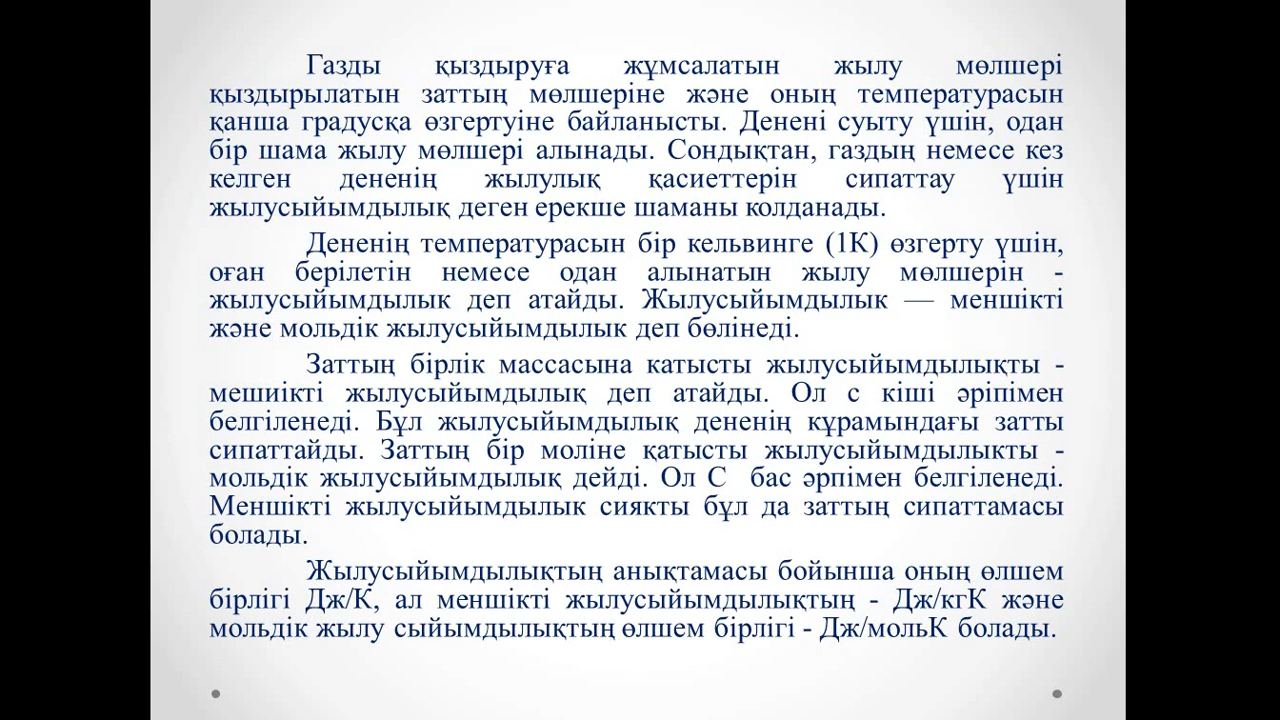 Газды қыздыруға жұмсалатын жылу мөлшері
қыздырылатын заттың мөлшеріне және оның температурасын
қанша градусқа өзгертуіне байланысты. Денені суыту үшін, одан
бір шама жылу мөлшері алынады. Сондықтан, газдың немесе кез
келген дененің жылулық қасиеттерін сипаттау үшін
жылусыйымдылық деген ерекше шаманы колданады.
Дененің температурасын бір кельвинге (1К) өзгерту үшін,
оған берілетін немесе одан алынатын жылу мөлшерін -
жылусыйымдылык деп атайды. Жылусыйымдылык — меншікті
және мольдік жылусыйымдылык деп бөлінеді.
Заттың бірлік массасына катысты жылусыйымдылықты -
мешиікті жылусыйымдылық деп атайды. Ол с кіші әріпімен
белгіленеді. Бұл жылусыйымдылық дененің кұрамындағы затты
сипаттайды. Заттың бір моліне қатысты жылусыйымдылыкты -
мольдік жылусыйымдылық дейді. Ол С бас әрпімен белгіленеді.
Меншікті жылусыйымдылык сиякты бұл да заттың сипаттамасы
болады.
Жылусыйымдылықтың анықтамасы бойынша оның өлшем
бірлігі Дж/К, ал меншікті жылусыйымдылықтың - Дж/кгК және
мольдік жылу сыйымдылықтың өлшем бірлігі - Дж/мольК болады.